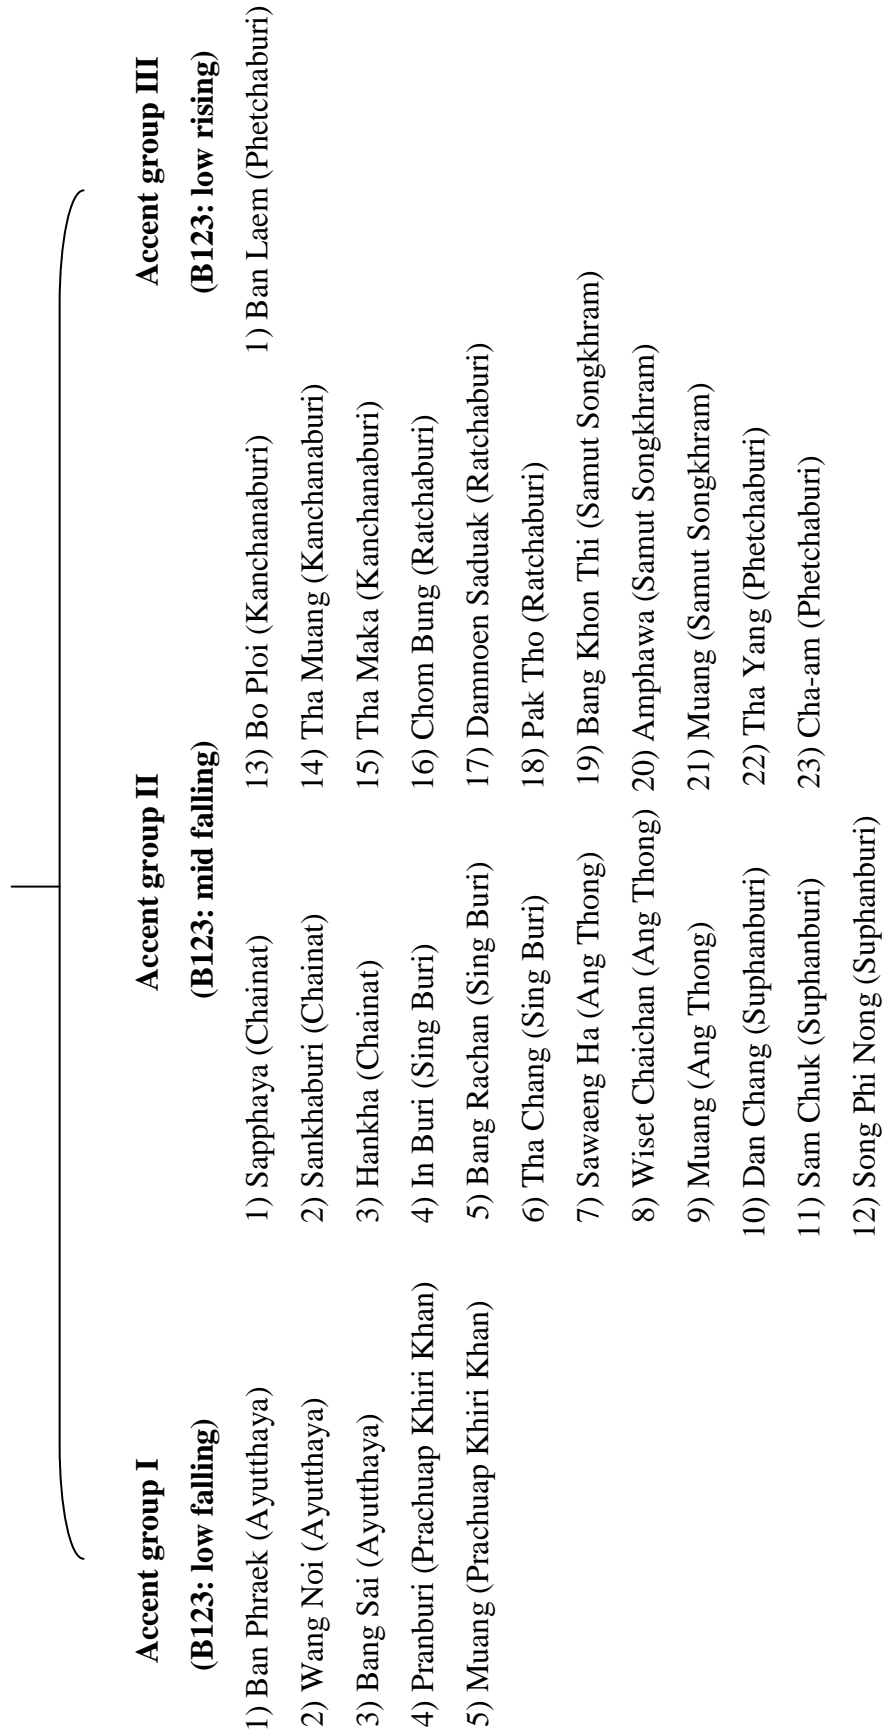 Accent group I
(B123: low falling)
1) Ban Phraek (Ayutthaya)
2) Wang Noi (Ayutthaya)
3) Bang Sai (Ayutthaya)
4) Pranburi (Prachuap Khiri Khan)
5) Muang (Prachuap Khiri Khan)
Accent group II
(B123: mid falling)
1) Sapphaya (Chainat)
2) Sankhaburi (Chainat)
3) Hankha (Chainat)
4) In Buri (Sing Buri)
5) Bang Rachan (Sing Buri)
6) Tha Chang (Sing Buri)
7) Sawaeng Ha (Ang Thong)
8) Wiset Chaichan (Ang Thong)
9) Muang (Ang Thong)
10) Dan Chang (Suphanburi)
11) Sam Chuk (Suphanburi)
12) Song Phi Nong (Suphanburi)
13) Bo Ploi (Kanchanaburi)
14) Tha Muang (Kanchanaburi)
15) Tha Maka (Kanchanaburi)
16) Chom Bung (Ratchaburi)
17) Damnoen Saduak (Ratchaburi)
18) Pak Tho (Ratchaburi)
19) Bang Khon Thi (Samut Songkhram)
20) Amphawa (Samut Songkhram)
21) Muang (Samut Songkhram)
22) Tha Yang (Phetchaburi)
23) Cha-am (Phetchaburi)
Accent group III
(B123: low rising)
1) Ban Laem (Phetchaburi)